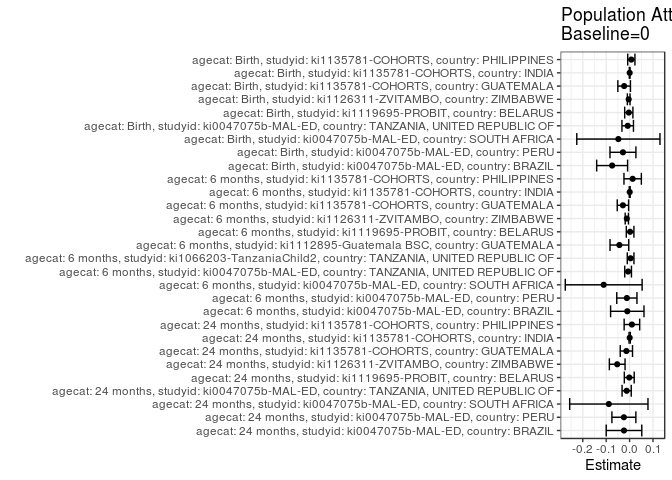 Population Att
Baseline=0
agecat: Birth, studyid: ki1135781-COHORTS, country: PHILIPPINES
agecat: Birth, studyid: ki1135781-COHORTS, country: INDIA
agecat: Birth, studyid: ki1135781-COHORTS, country: GUATEMALA
agecat: Birth, studyid: ki1126311-ZVITAMBO, country: ZIMBABWE
agecat: Birth, studyid: ki1119695-PROBIT, country: BELARUS
agecat: Birth, studyid: ki0047075b-MAL-ED, country: TANZANIA, UNITED REPUBLIC OF
agecat: Birth, studyid: ki0047075b-MAL-ED, country: SOUTH AFRICA
agecat: Birth, studyid: ki0047075b-MAL-ED, country: PERU
agecat: Birth, studyid: ki0047075b-MAL-ED, country: BRAZIL
agecat: 6 months, studyid: ki1135781-COHORTS, country: PHILIPPINES
agecat: 6 months, studyid: ki1135781-COHORTS, country: INDIA
agecat: 6 months, studyid: ki1135781-COHORTS, country: GUATEMALA
agecat: 6 months, studyid: ki1126311-ZVITAMBO, country: ZIMBABWE
agecat: 6 months, studyid: ki1119695-PROBIT, country: BELARUS
agecat: 6 months, studyid: ki1112895-Guatemala BSC, country: GUATEMALA
agecat: 6 months, studyid: ki1066203-TanzaniaChild2, country: TANZANIA, UNITED REPUBLIC OF
agecat: 6 months, studyid: ki0047075b-MAL-ED, country: TANZANIA, UNITED REPUBLIC OF
agecat: 6 months, studyid: ki0047075b-MAL-ED, country: SOUTH AFRICA
agecat: 6 months, studyid: ki0047075b-MAL-ED, country: PERU
agecat: 6 months, studyid: ki0047075b-MAL-ED, country: BRAZIL
agecat: 24 months, studyid: ki1135781-COHORTS, country: PHILIPPINES
agecat: 24 months, studyid: ki1135781-COHORTS, country: INDIA
agecat: 24 months, studyid: ki1135781-COHORTS, country: GUATEMALA
agecat: 24 months, studyid: ki1126311-ZVITAMBO, country: ZIMBABWE
agecat: 24 months, studyid: ki1119695-PROBIT, country: BELARUS
agecat: 24 months, studyid: ki0047075b-MAL-ED, country: TANZANIA, UNITED REPUBLIC OF
agecat: 24 months, studyid: ki0047075b-MAL-ED, country: SOUTH AFRICA
agecat: 24 months, studyid: ki0047075b-MAL-ED, country: PERU
agecat: 24 months, studyid: ki0047075b-MAL-ED, country: BRAZIL
-0.2 -0.1 0.0 0.1
Estimate